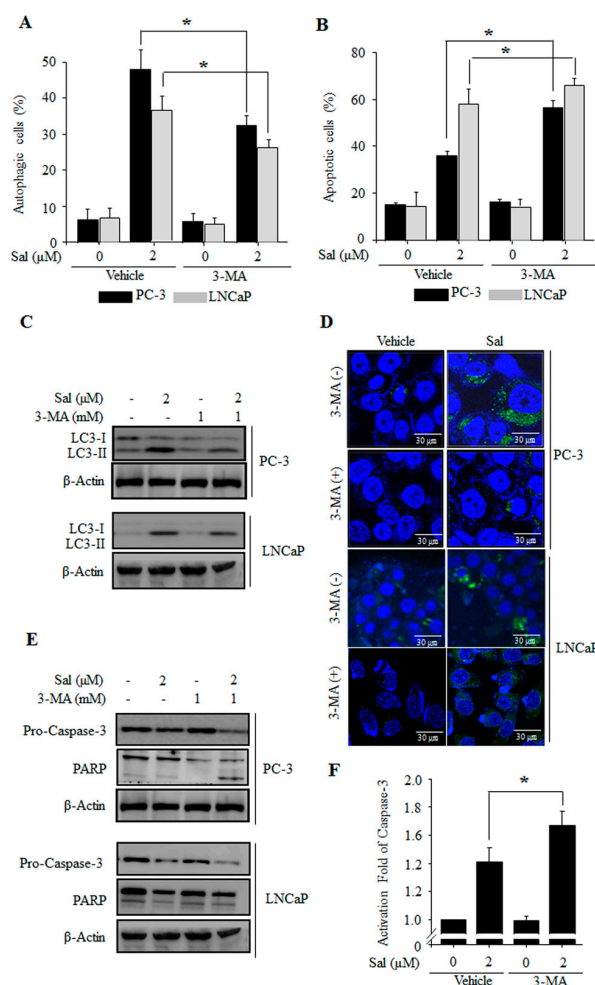 A
*
*
Autophagic cells (%)
50
40
30
20
10
0
0 2 0 2
Sal (μM)
Vehicle 3-MA
PC-3 LNCaP
B
*
*
Apoptotic cells (%)
80
60
40
20
0
0 2 0 2
Sal (μM)
Vehicle 3-MA
PC-3 LNCaP
C
Sal (μM) - 2 - 2
3-MA (mM) - - 1 1
LC3-I
LC3-II
β-Actin
PC-3
LC3-I
LC3-II
β-Actin
LNCaP
D
Vehicle Sal
3-MA (-)
30 μm 30 μm
3-MA (+)
30 μm 30 μm
PC-3
3-MA (-)
30 μm 30 μm
3-MA (+)
30 μm 30 μm
LNCaP
E
Sal (μM) - 2 - 2
3-MA (mM) - - 1 1
Pro-Caspase-3
PARP
β-Actin
PC-3
Pro-Caspase-3
PARP
β-Actin
LNCaP
F
*
Activation Fold of Caspase-3
2.0
1.8
1.6
1.4
1.2
1.0
0
0 2 0 2
Sal (μM)
Vehicle 3-MA